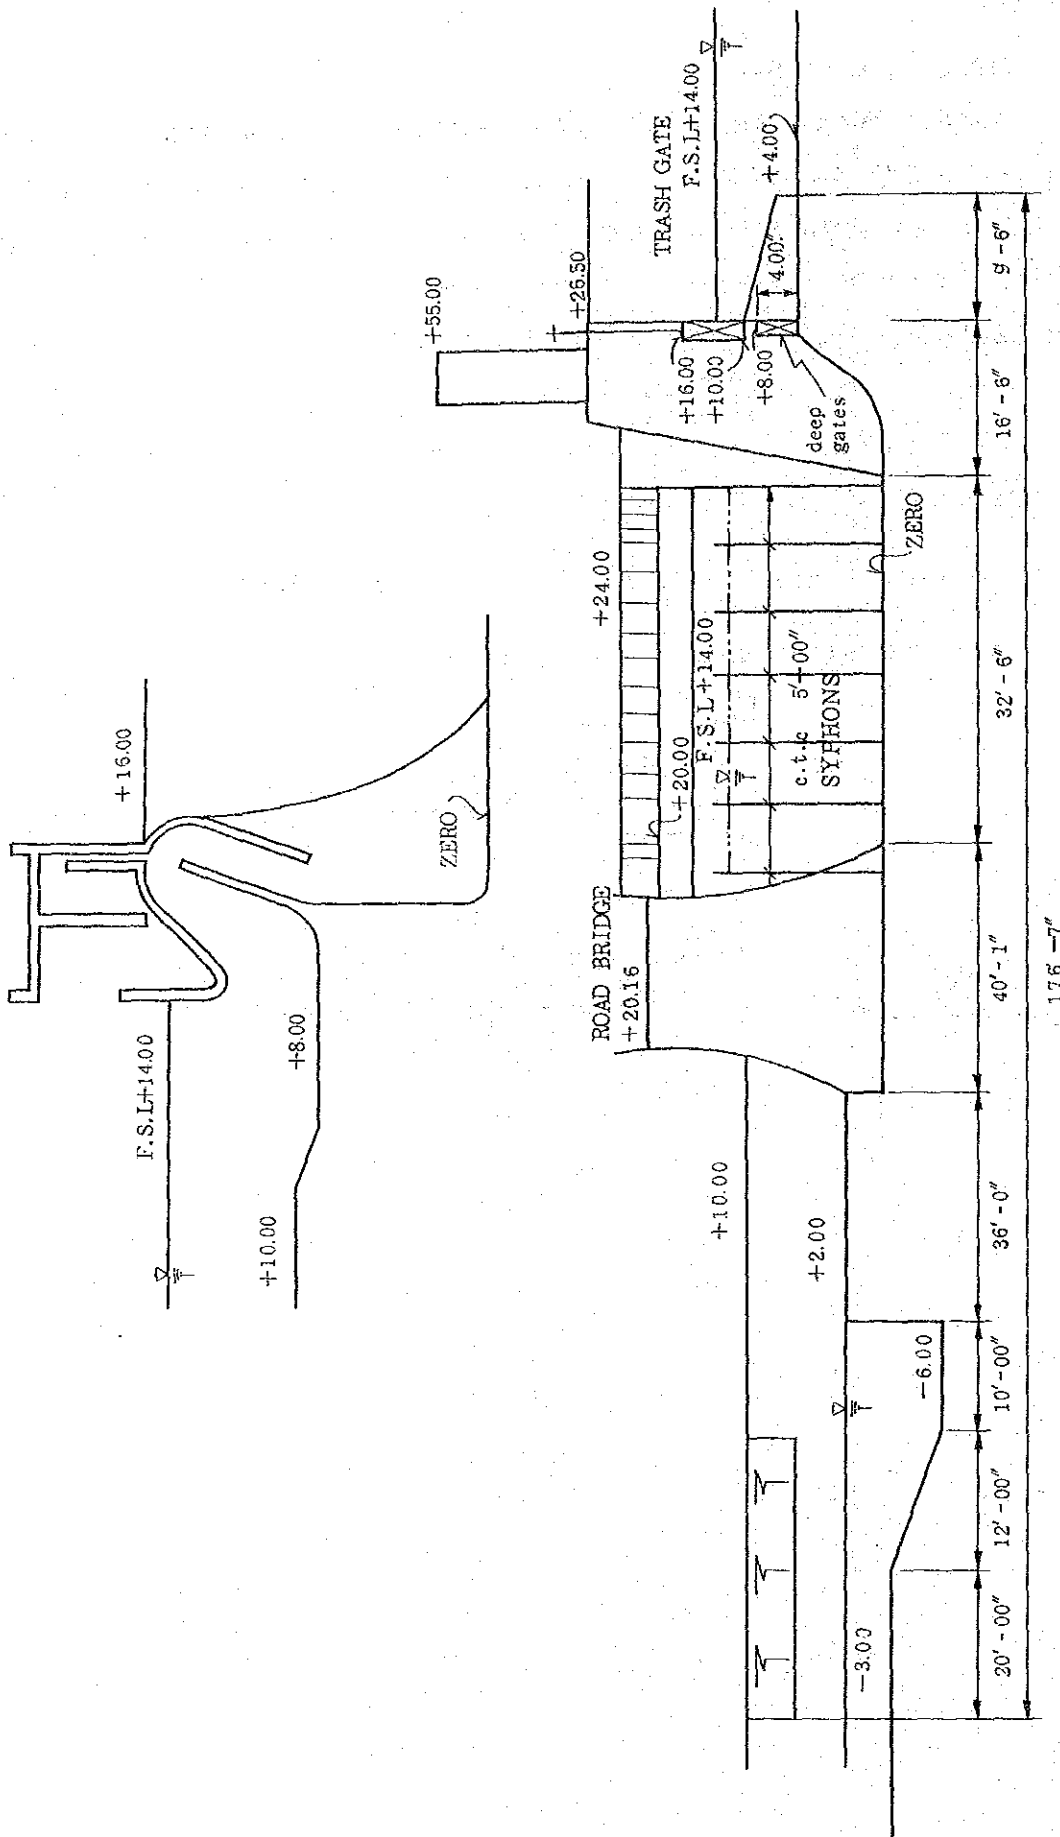 +16.00
F.S.L+14.00
+8.00
+10.00
ZERO
+55.00
+26.50
TRASH GATE
F.S.L+14.00
+16.00
+10.00
+8.00
4.00'
+4.00
deep
gates
+24.00
+20.00
F.S.L+14.00
c.t.c 5'+00"
SYPHONS
ZERO
ROAD BRIDGE
+20.16
+10.00
+2.00
-6.00
-3.00
20'-00"
12'-00"
10'-00"
36'-0"
40'-1"
32'-6"
16'-6"
9-6"
176-7"